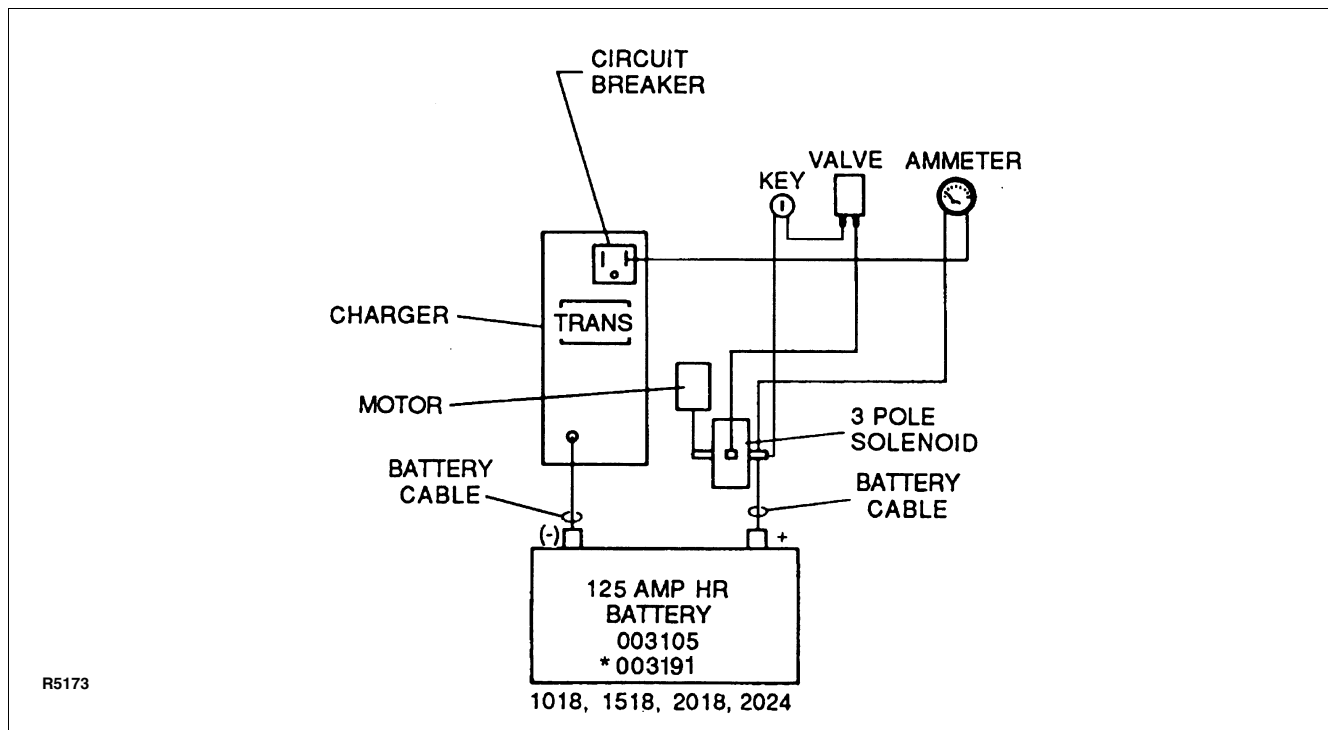 CIRCUIT
BREAKER
VALVE
AMMETER
KEY
CHARGER
TRANS
MOTOR
3 POLE
SOLENOID
BATTERY
CABLE
BATTERY
CABLE
(-)
+
125 AMP HR
BATTERY
003105
*003191
R5173
1018, 1518, 2018, 2024